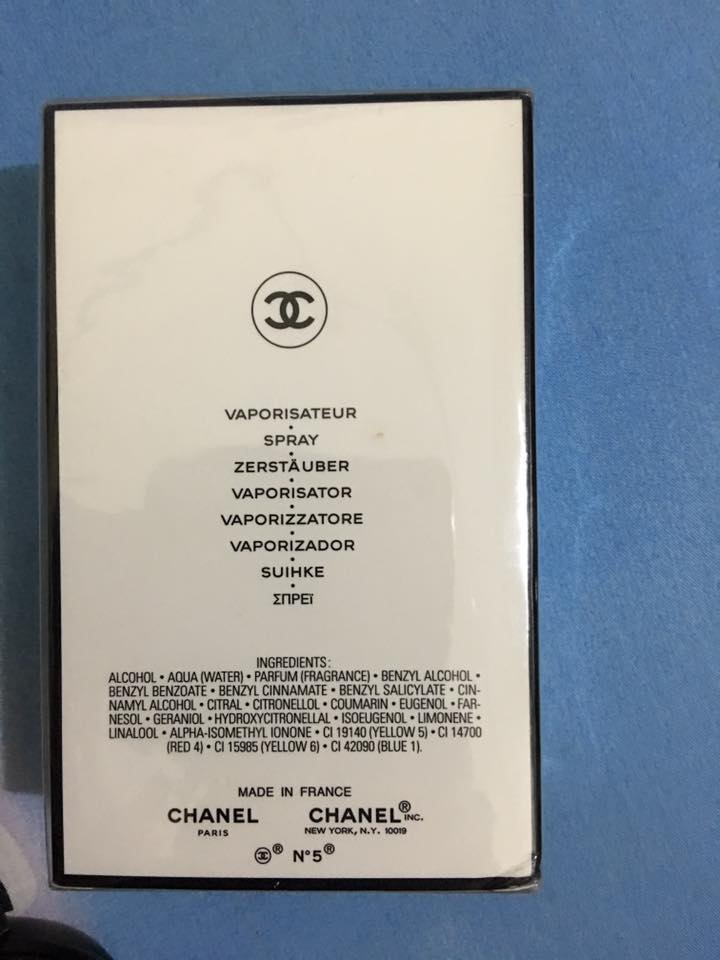 VAPORISATEUR
•
SPRAY
•
ZERSTÄUBER
•
VAPORISATOR
•
VAPORIZZATORE
•
VAPORIZADOR
•
SUIHKE
•
ΣΠΡΕΪ
INGREDIENTS:
ALCOHOL • AQUA (WATER) • PARFUM (FRAGRANCE) • BENZYL ALCOHOL •
BENZYL BENZOATE • BENZYL CINNAMATE • BENZYL SALICYLATE • CIN-
NAMYL ALCOHOL • CITRAL • CITRONELLOL • COUMARIN • EUGENOL • FAR-
NESOL • GERANIOL • HYDROXYCITRONELLAL • ISOEUGENOL • LIMONENE •
LINALOOL • ALPHA-ISOMETHYL IONONE • CI 19140 (YELLOW 5) • CI 14700
(RED 4) • CI 15985 (YELLOW 6) • CI 42090 (BLUE 1).
MADE IN FRANCE
CHANEL CHANEL® INC.
PARIS NEW YORK, N.Y. 10019
® N°5®